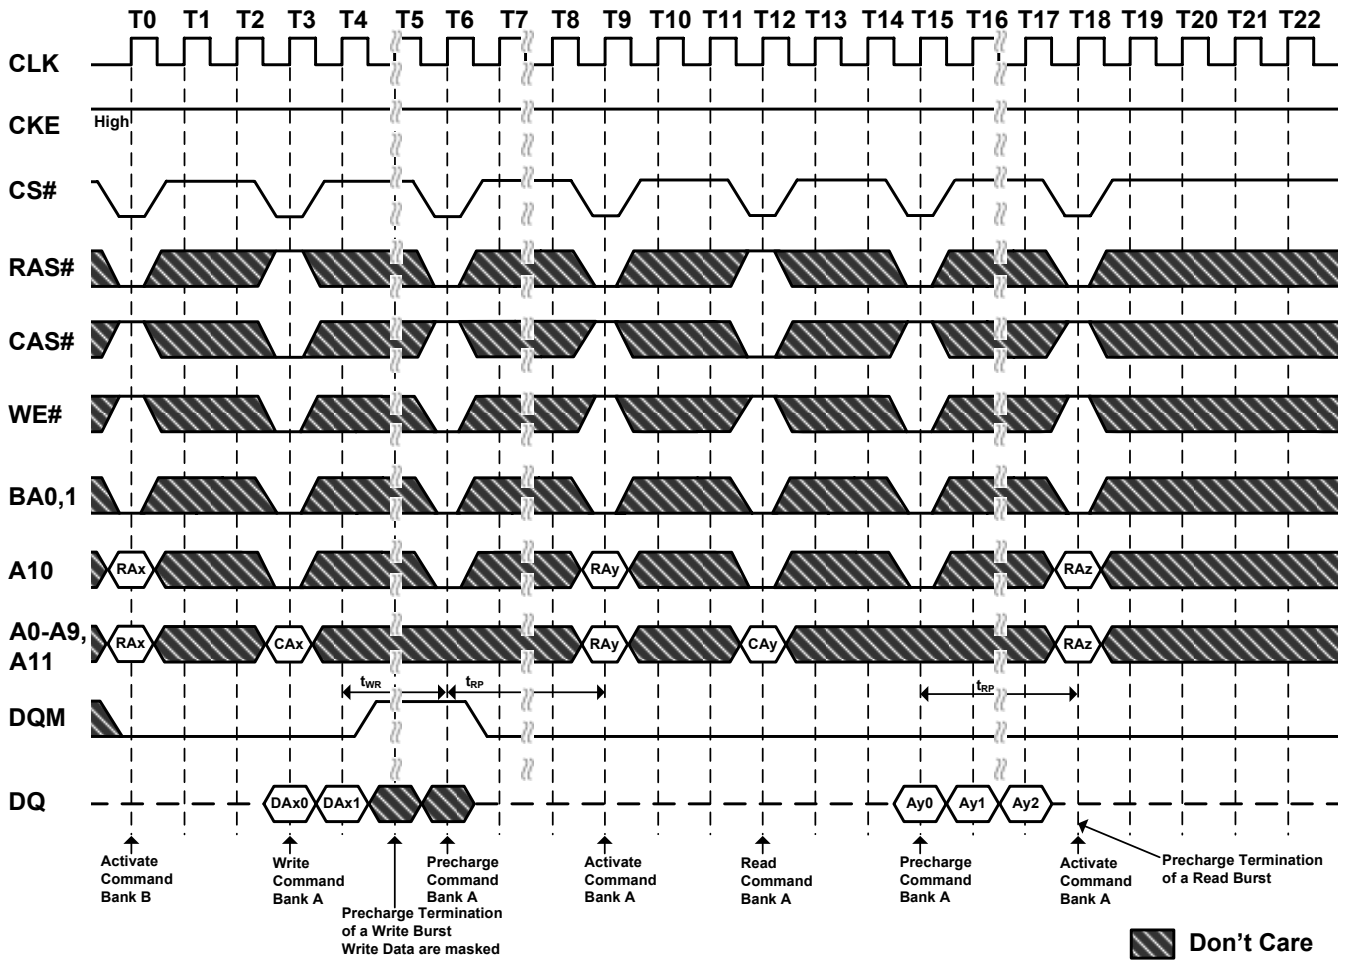 T0 T1 T2 T3 T4 T5 T6 T7 T8 T9 T10 T11 T12 T13 T14 T15 T16 T17 T18 T19 T20 T21 T22
CLK
CKE High
CS#
RAS#
CAS#
WE#
BA0,1
A10 RAx RAy RAz
A0-A9,
A11 RAx CAx RAy CAy RAz
tWR tRP tRP
DQM
DQ DAx0 DAx1 Ay0 Ay1 Ay2
Activate
Command
Bank B
Write
Command
Bank A
Precharge Termination
of a Write Burst
Write Data are masked
Precharge
Command
Bank A
Activate
Command
Bank A
Read
Command
Bank A
Precharge
Command
Bank A
Activate
Command
Bank A
Precharge Termination
of a Read Burst
Don't Care